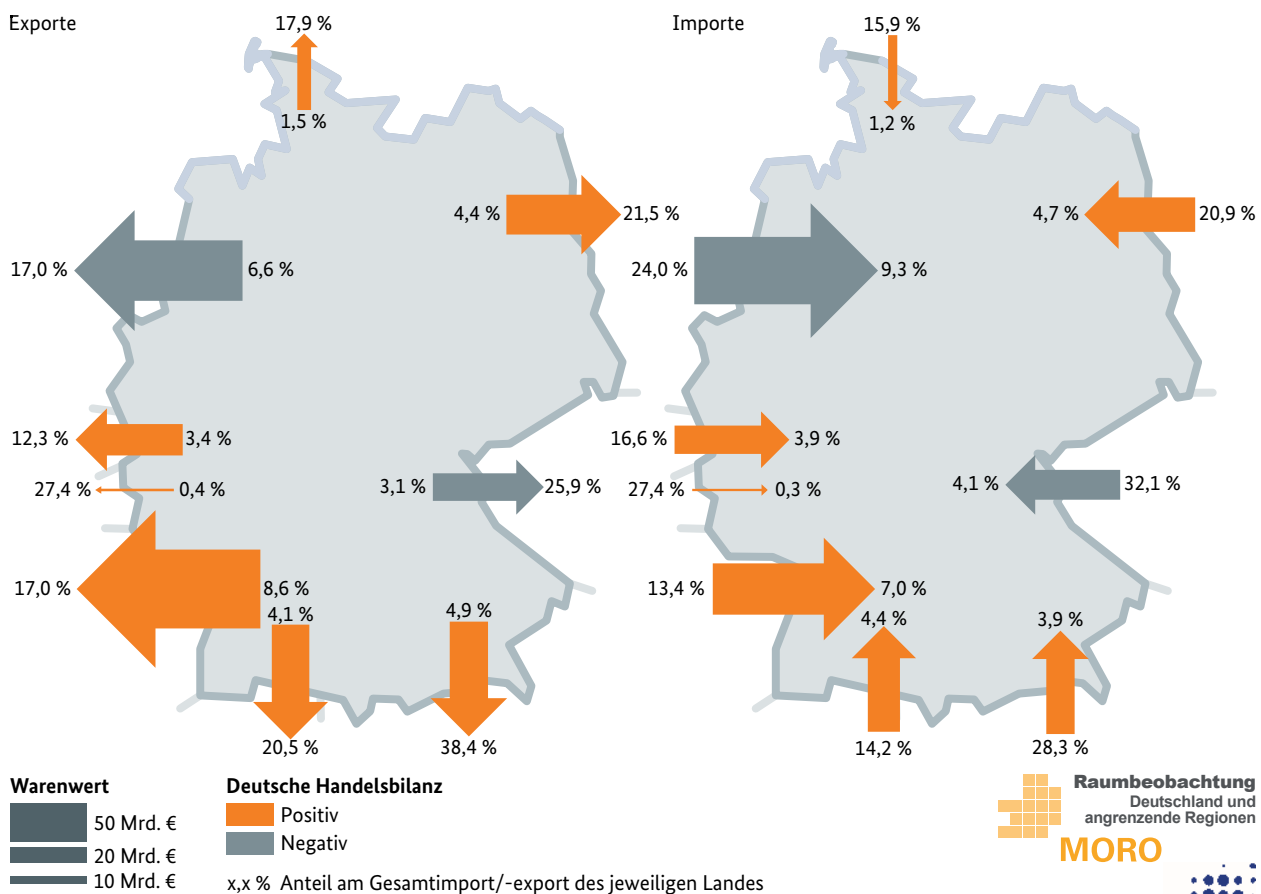 Exporte
17,9 %
1,5 %
4,4 %
21,5 %
17,0 %
6,6 %
12,3 %
3,4 %
27,4 %
0,4 %
3,1 %
25,9 %
17,0 %
8,6 %
4,1 %
4,9 %
20,5 %
38,4 %
Importe
15,9 %
1,2 %
4,7 %
20,9 %
24,0 %
9,3 %
16,6 %
3,9 %
27,4 %
0,3 %
4,1 %
32,1 %
13,4 %
7,0 %
4,4 %
3,9 %
14,2 %
28,3 %
Warenwert
50 Mrd. €
20 Mrd. €
10 Mrd. €
Deutsche Handelsbilanz
Positiv
Negativ
x,x % Anteil am Gesamtimport/-export des jeweiligen Landes
Raumbeobachtung
Deutschland und
angrenzende Regionen
MORO